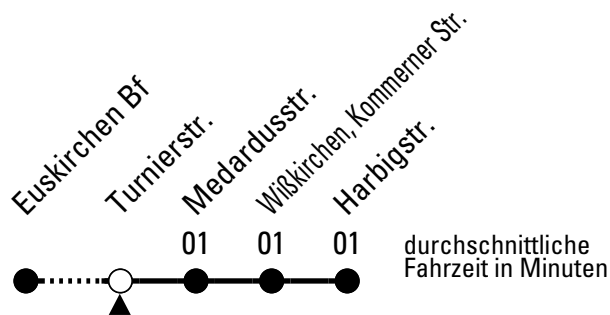 Euskirchen Bf
Turnierstr.
Medardusstr.
Wißkirchen, Kommerner Str.
Harbigstr.
01 01 01
durchschnittliche
Fahrzeit in Minuten